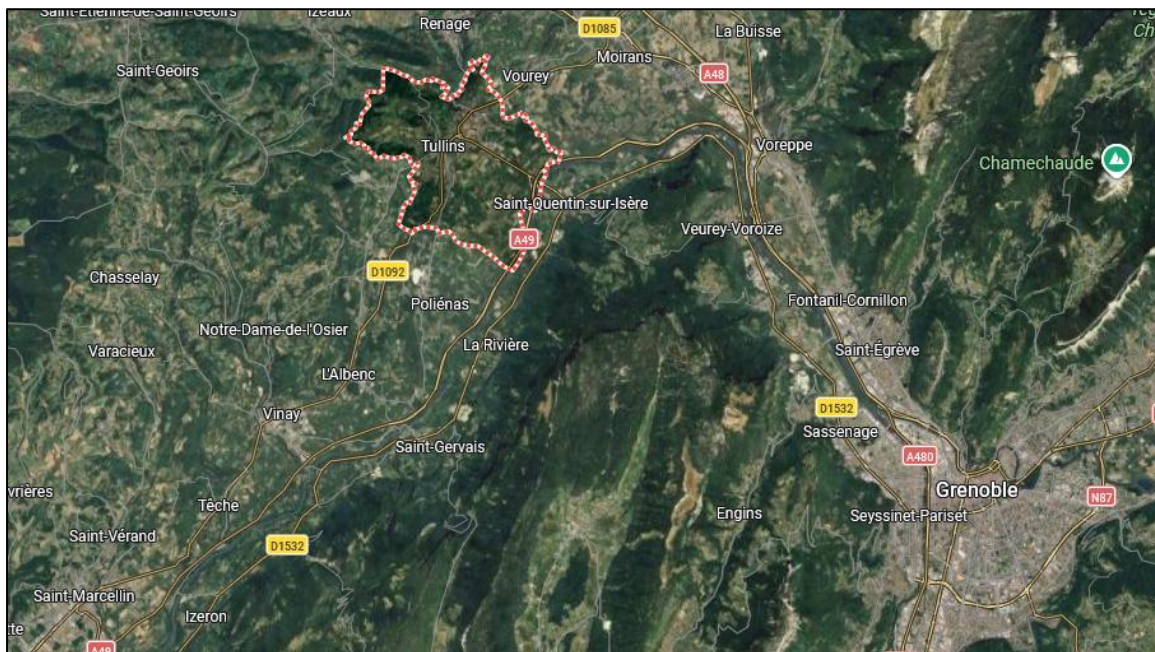 Saint-Étienne-de-Saint-Geoirs
Izeaux
Renage
D1085
La Buisse
Moirans
Saint-Geoirs
Vourey
A48
Tullins
Voreppe
Chamechaude
Saint-Quentin-sur-Isère
Veurey-Voroize
A49
D1092
Chasselay
Poliénas
Fontanil-Cornillon
Notre-Dame-de-l'Osier
La Rivière
Varacieux
Saint-Égrève
L'Albenc
D1532
Vinay
Sassenage
Saint-Gervais
A480
vrières
Grenoble
N87
Têche
Engins
Seyssinet-Pariset
Saint-Vérand
D1532
Saint-Marcellin
Izeron
tte
A49